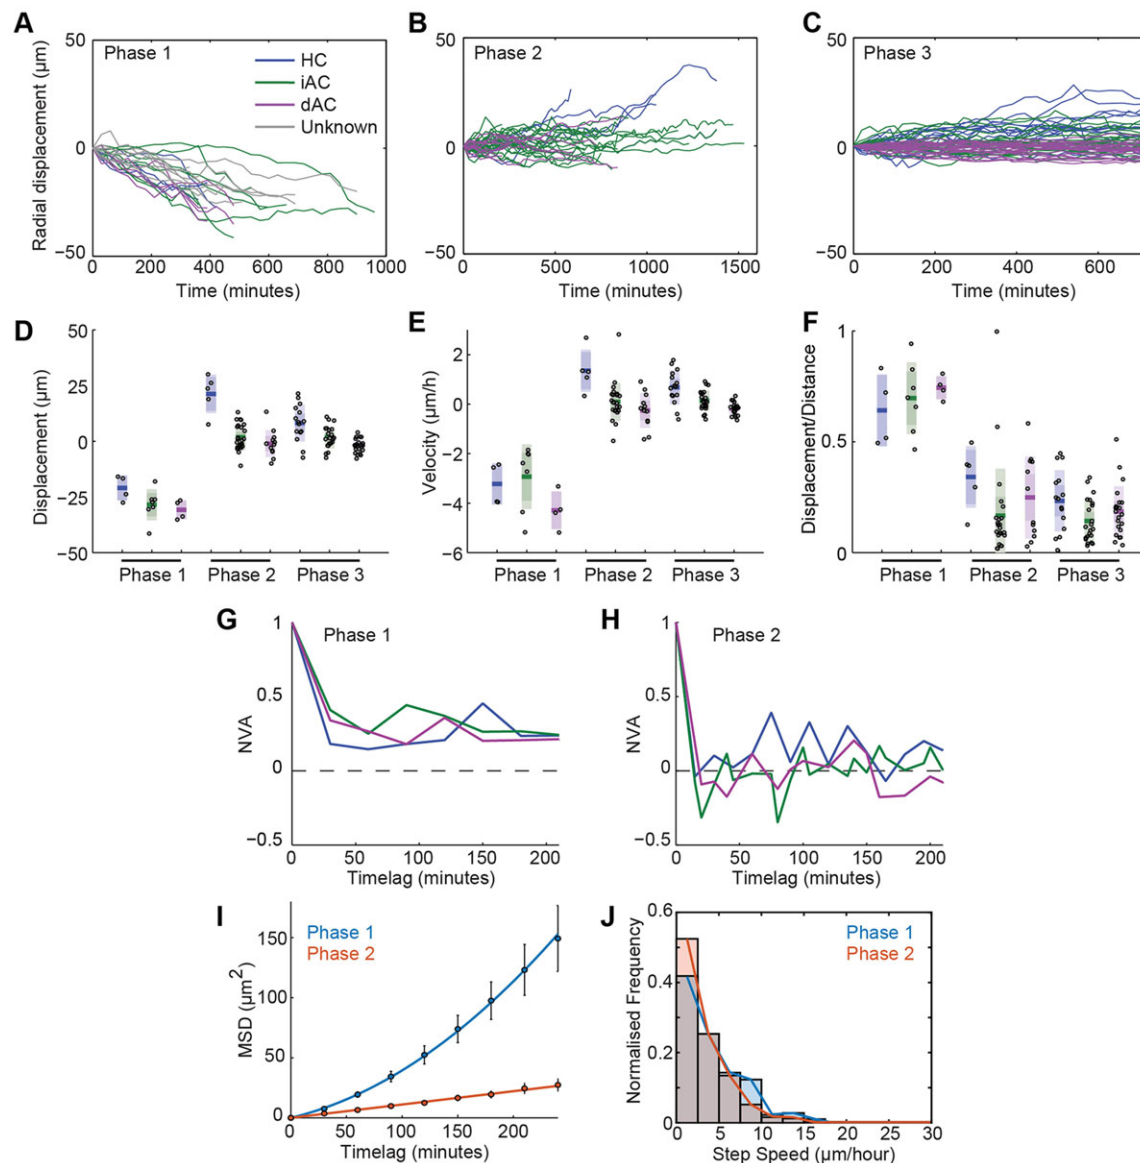 A
B
C
50
0
−50
Radial displacement (µm)
Phase 1
HC
iAC
dAC
Unknown
0 200 400 600 800 1000
Time (minutes)
50
0
−50
Phase 2
0 500 1000 1500
Time (minutes)
50
0
−50
Phase 3
0 200 400 600
Time (minutes)
D
E
F
50
25
0
−25
−50
Displacement (µm)
Phase 1 Phase 2 Phase 3
2
0
−2
−4
−6
Velocity (µm/h)
Phase 1 Phase 2 Phase 3
1
0.5
0
Displacement/Distance
Phase 1 Phase 2 Phase 3
G
H
1
0.5
0
−0.5
NVA
Phase 1
0 50 100 150 200
Timelag (minutes)
1
0.5
0
−0.5
NVA
Phase 2
0 50 100 150 200
Timelag (minutes)
I
J
150
100
50
0
MSD (µm²)
Phase 1
Phase 2
0 50 100 150 200
Timelag (minutes)
0.6
0.4
0.2
0
Normalised Frequency
Phase 1
Phase 2
0 5 10 15 20 25 30
Step Speed (µm/hour)